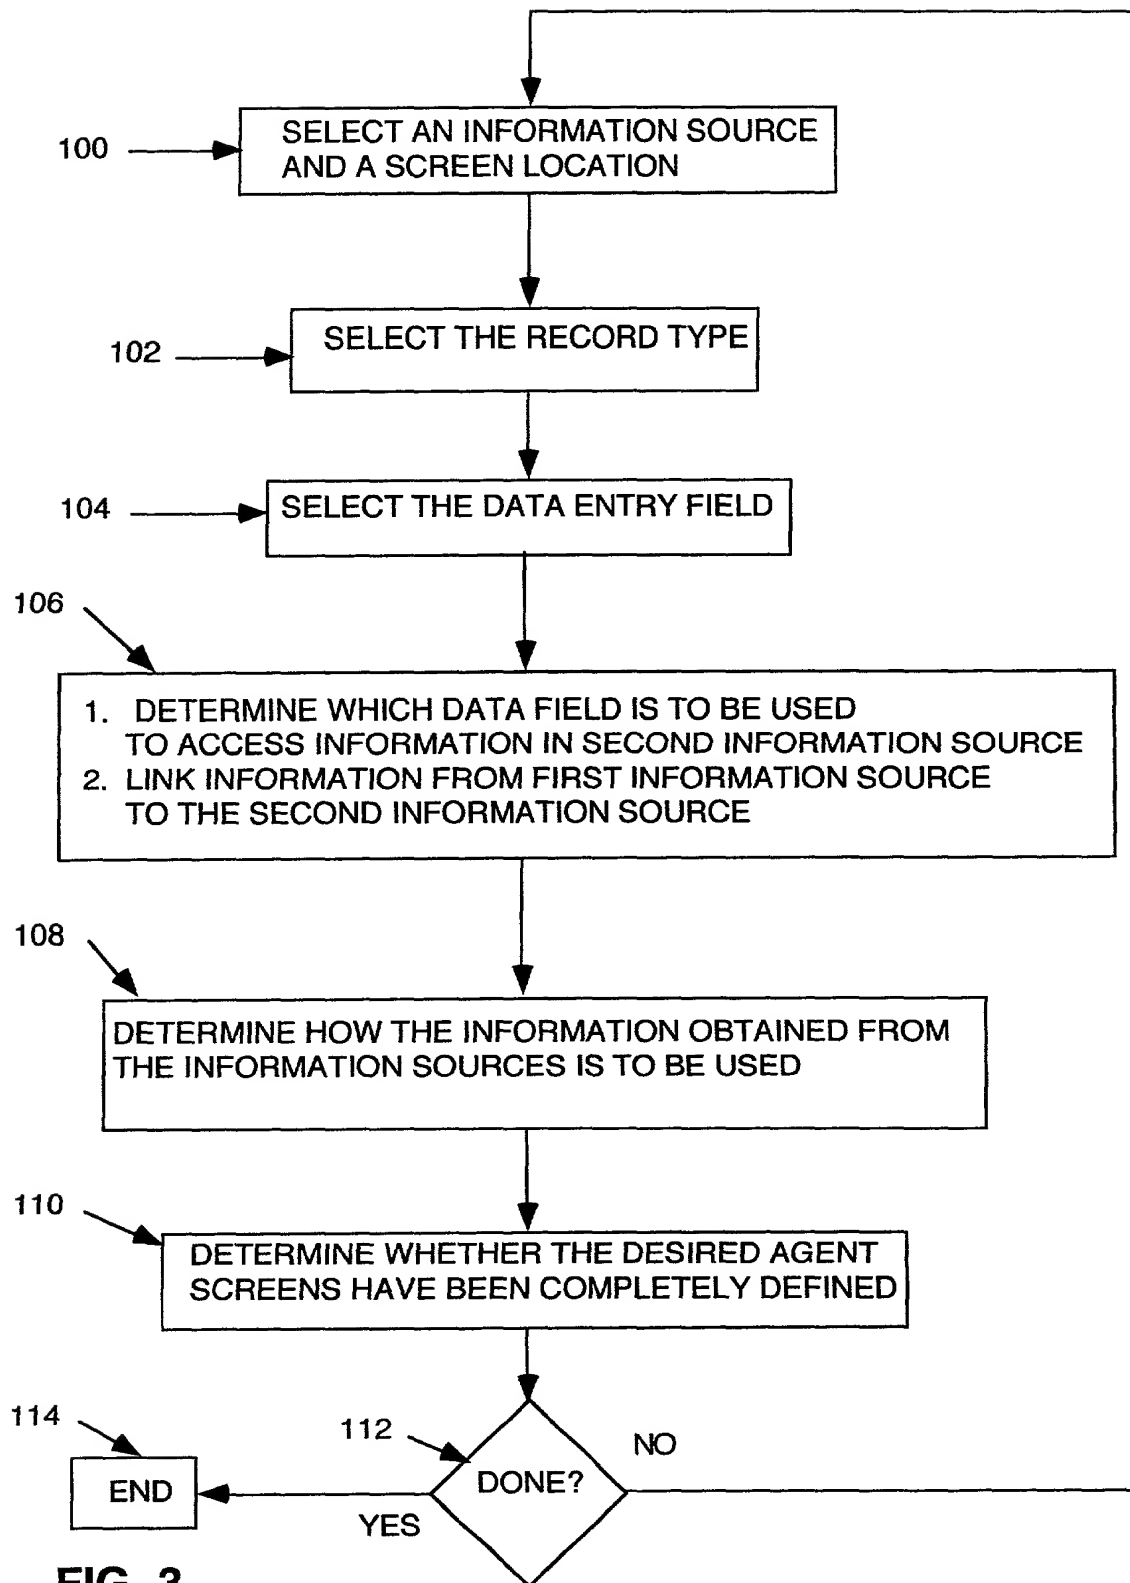 100
SELECT AN INFORMATION SOURCE
AND A SCREEN LOCATION
102
SELECT THE RECORD TYPE
104
SELECT THE DATA ENTRY FIELD
106
1. DETERMINE WHICH DATA FIELD IS TO BE USED
TO ACCESS INFORMATION IN SECOND INFORMATION SOURCE
2. LINK INFORMATION FROM FIRST INFORMATION SOURCE
TO THE SECOND INFORMATION SOURCE
108
DETERMINE HOW THE INFORMATION OBTAINED FROM
THE INFORMATION SOURCES IS TO BE USED
110
DETERMINE WHETHER THE DESIRED AGENT
SCREENS HAVE BEEN COMPLETELY DEFINED
114
112
NO
END
DONE?
YES
FIG. 3